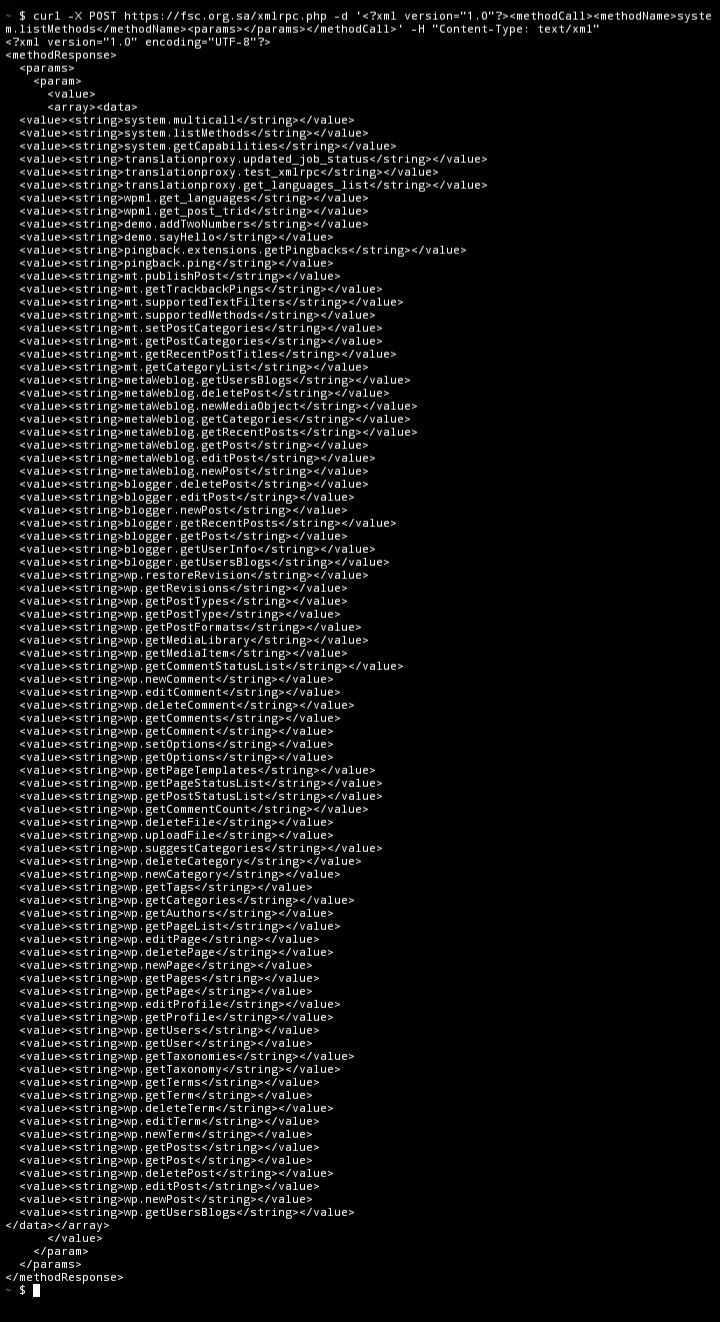 ~ $ curl -X POST https://fsc.org.sa/xmlrpc.php -d '<?xml version="1.0"?><methodCall><methodName>syste
m.listMethods</methodName><params></params></methodCall>' -H "Content-Type: text/xml"
<?xml version="1.0" encoding="UTF-8"?>
<methodResponse>
  <params>
    <param>
      <value>
      <array><data>
  <value><string>system.multicall</string></value>
  <value><string>system.listMethods</string></value>
  <value><string>system.getCapabilities</string></value>
  <value><string>translationproxy.updated_job_status</string></value>
  <value><string>translationproxy.test_xmlrpc</string></value>
  <value><string>translationproxy.get_languages_list</string></value>
  <value><string>wpml.get_languages</string></value>
  <value><string>wpml.get_post_trid</string></value>
  <value><string>demo.addTwoNumbers</string></value>
  <value><string>demo.sayHello</string></value>
  <value><string>pingback.extensions.getPingbacks</string></value>
  <value><string>pingback.ping</string></value>
  <value><string>mt.publishPost</string></value>
  <value><string>mt.getTrackbackPings</string></value>
  <value><string>mt.supportedTextFilters</string></value>
  <value><string>mt.supportedMethods</string></value>
  <value><string>mt.setPostCategories</string></value>
  <value><string>mt.getPostCategories</string></value>
  <value><string>mt.getRecentPostTitles</string></value>
  <value><string>mt.getCategoryList</string></value>
  <value><string>metaWeblog.getUsersBlogs</string></value>
  <value><string>metaWeblog.deletePost</string></value>
  <value><string>metaWeblog.newMediaObject</string></value>
  <value><string>metaWeblog.getCategories</string></value>
  <value><string>metaWeblog.getRecentPosts</string></value>
  <value><string>metaWeblog.getPost</string></value>
  <value><string>metaWeblog.editPost</string></value>
  <value><string>metaWeblog.newPost</string></value>
  <value><string>blogger.deletePost</string></value>
  <value><string>blogger.editPost</string></value>
  <value><string>blogger.newPost</string></value>
  <value><string>blogger.getRecentPosts</string></value>
  <value><string>blogger.getPost</string></value>
  <value><string>blogger.getUserInfo</string></value>
  <value><string>blogger.getUsersBlogs</string></value>
  <value><string>wp.restoreRevision</string></value>
  <value><string>wp.getRevisions</string></value>
  <value><string>wp.getPostTypes</string></value>
  <value><string>wp.getPostType</string></value>
  <value><string>wp.getPostFormats</string></value>
  <value><string>wp.getMediaLibrary</string></value>
  <value><string>wp.getMediaItem</string></value>
  <value><string>wp.getCommentStatusList</string></value>
  <value><string>wp.newComment</string></value>
  <value><string>wp.editComment</string></value>
  <value><string>wp.deleteComment</string></value>
  <value><string>wp.getComments</string></value>
  <value><string>wp.getComment</string></value>
  <value><string>wp.setOptions</string></value>
  <value><string>wp.getOptions</string></value>
  <value><string>wp.getPageTemplates</string></value>
  <value><string>wp.getPageStatusList</string></value>
  <value><string>wp.getPostStatusList</string></value>
  <value><string>wp.getCommentCount</string></value>
  <value><string>wp.deleteFile</string></value>
  <value><string>wp.uploadFile</string></value>
  <value><string>wp.suggestCategories</string></value>
  <value><string>wp.deleteCategory</string></value>
  <value><string>wp.newCategory</string></value>
  <value><string>wp.getTags</string></value>
  <value><string>wp.getCategories</string></value>
  <value><string>wp.getAuthors</string></value>
  <value><string>wp.getPageList</string></value>
  <value><string>wp.editPage</string></value>
  <value><string>wp.deletePage</string></value>
  <value><string>wp.newPage</string></value>
  <value><string>wp.getPages</string></value>
  <value><string>wp.getPage</string></value>
  <value><string>wp.editProfile</string></value>
  <value><string>wp.getProfile</string></value>
  <value><string>wp.getUsers</string></value>
  <value><string>wp.getUser</string></value>
  <value><string>wp.getTaxonomies</string></value>
  <value><string>wp.getTaxonomy</string></value>
  <value><string>wp.getTerms</string></value>
  <value><string>wp.getTerm</string></value>
  <value><string>wp.deleteTerm</string></value>
  <value><string>wp.editTerm</string></value>
  <value><string>wp.newTerm</string></value>
  <value><string>wp.getPosts</string></value>
  <value><string>wp.getPost</string></value>
  <value><string>wp.deletePost</string></value>
  <value><string>wp.editPost</string></value>
  <value><string>wp.newPost</string></value>
  <value><string>wp.getUsersBlogs</string></value>
</data></array>
      </value>
    </param>
  </params>
</methodResponse>
~ $